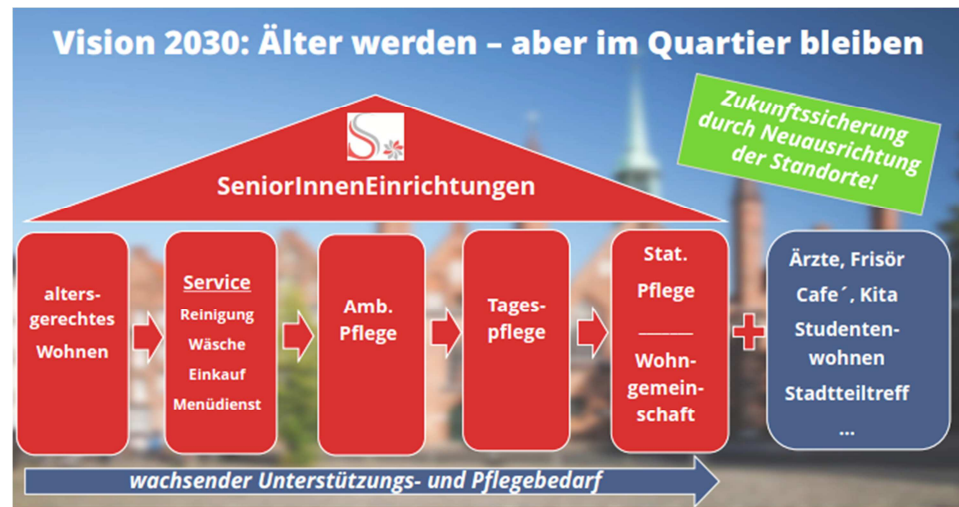 Vision 2030: Älter werden – aber im Quartier bleiben
Zukunftssicherung
durch Neuausrichtung
der Standorte!
S
SeniorInnenEinrichtungen
alters-
gerechtes
Wohnen
Service
Reinigung
Wäsche
Einkauf
Menüdienst
Amb.
Pflege
Tages-
pflege
Stat.
Pflege
Wohn-
gemein-
schaft
Ärzte, Frisör
Cafe´, Kita
Studenten-
wohnen
Stadtteiltreff
...
wachsender Unterstützungs- und Pflegebedarf